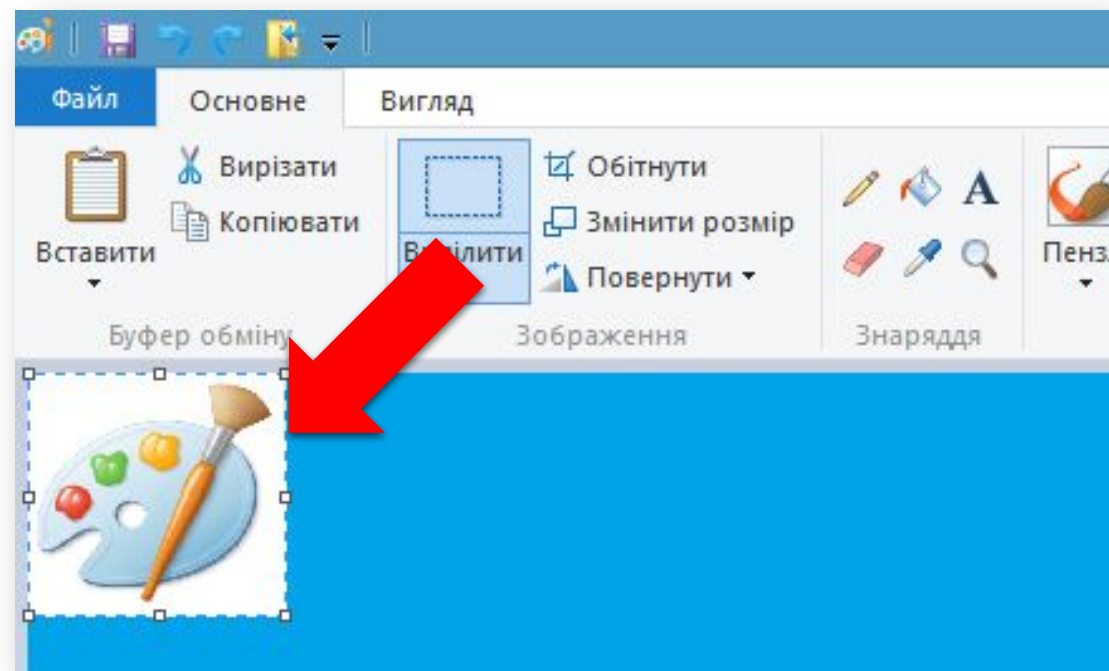 Файл Основне Вигляд
Вирізати
Копіювати
Вставити
Буфер обміну
Обітнути
Змінити розмір
Повернути
Зображення
A
Знаряддя